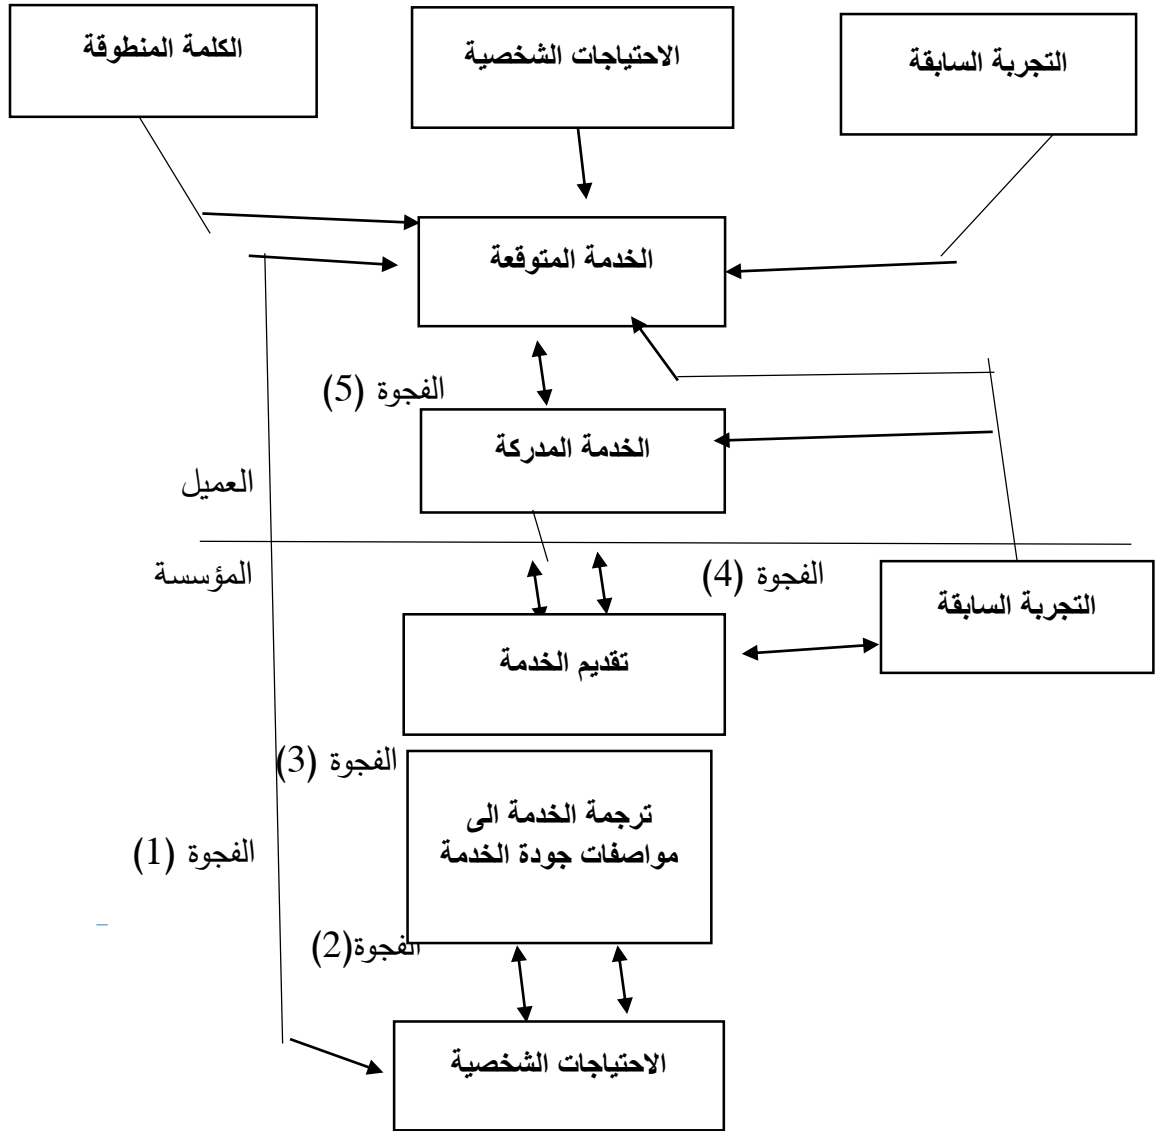 الكلمة المنطوقة
الاحتياجات الشخصية
التجربة السابقة
الخدمة المتوقعة
الفجوة (5)
الخدمة المدركة
العميل
المؤسسة
الفجوة (4)
التجربة السابقة
تقديم الخدمة
الفجوة (3)
ترجمة الخدمة الى
مواصفات جودة الخدمة
الفجوة (1)
الفجوة(2)
الاحتياجات الشخصية